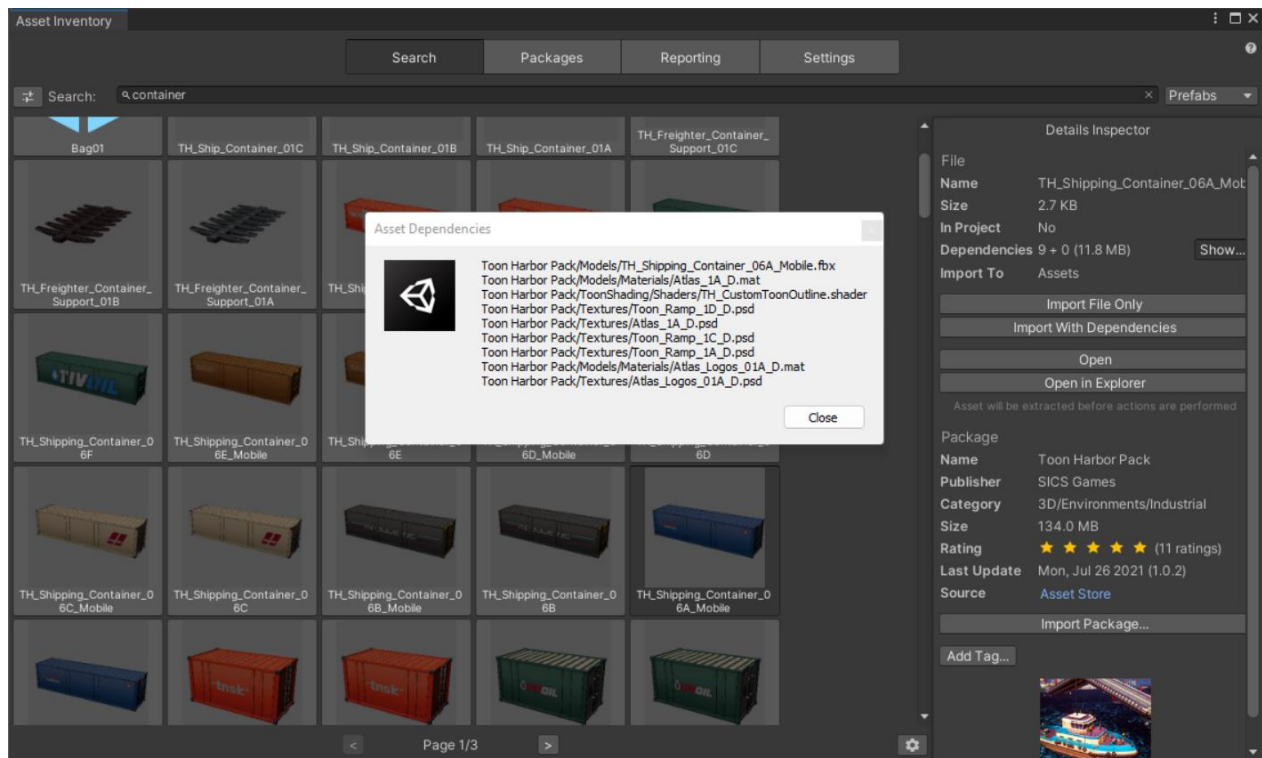 Asset Inventory
Search
Packages
Reporting
Settings
Search:
container
Prefabs
Bag01
TH_Ship_Container_01C
TH_Ship_Container_01B
TH_Ship_Container_01A
TH_Freighter_Container_
Support_01C
TH_Freighter_Container_
Support_01B
TH_Freighter_Container_
Support_01A
Asset Dependencies
Toon Harbor Pack/Models/TH_Shipping_Container_06A_Mobile.fbx
Toon Harbor Pack/Models/Materials/Atlas_1A_D.mat
Toon Harbor Pack/ToonShading/Shaders/TH_CustomToonOutline.shader
Toon Harbor Pack/Textures/Toon_Ramp_1D_D.psd
Toon Harbor Pack/Textures/Atlas_1A_D.psd
Toon Harbor Pack/Textures/Toon_Ramp_1C_D.psd
Toon Harbor Pack/Textures/Toon_Ramp_1A_D.psd
Toon Harbor Pack/Models/Materials/Atlas_Logos_01A_D.mat
Toon Harbor Pack/Textures/Atlas_Logos_01A_D.psd
Close
TH_Shipping_Container_0
6F
TH_Shipping_Container_0
6E_Mobile
6E
6D_Mobile
6D
TH_Shipping_Container_0
6C_Mobile
TH_Shipping_Container_0
6C
TH_Shipping_Container_0
6B_Mobile
TH_Shipping_Container_0
6B
TH_Shipping_Container_0
6A_Mobile
tnsk
tnsk
Page 1/3
Details Inspector
File
Name TH_Shipping_Container_06A_Mob
Size 2.7 KB
In Project No
Dependencies 9 + 0 (11.8 MB) Show...
Import To Assets
Import File Only
Import With Dependencies
Open
Open in Explorer
Asset will be extracted before actions are performed
Package
Name Toon Harbor Pack
Publisher SICS Games
Category 3D/Environments/Industrial
Size 134.0 MB
Rating (11 ratings)
Last Update Mon, Jul 26 2021 (1.0.2)
Source Asset Store
Import Package...
Add Tag...